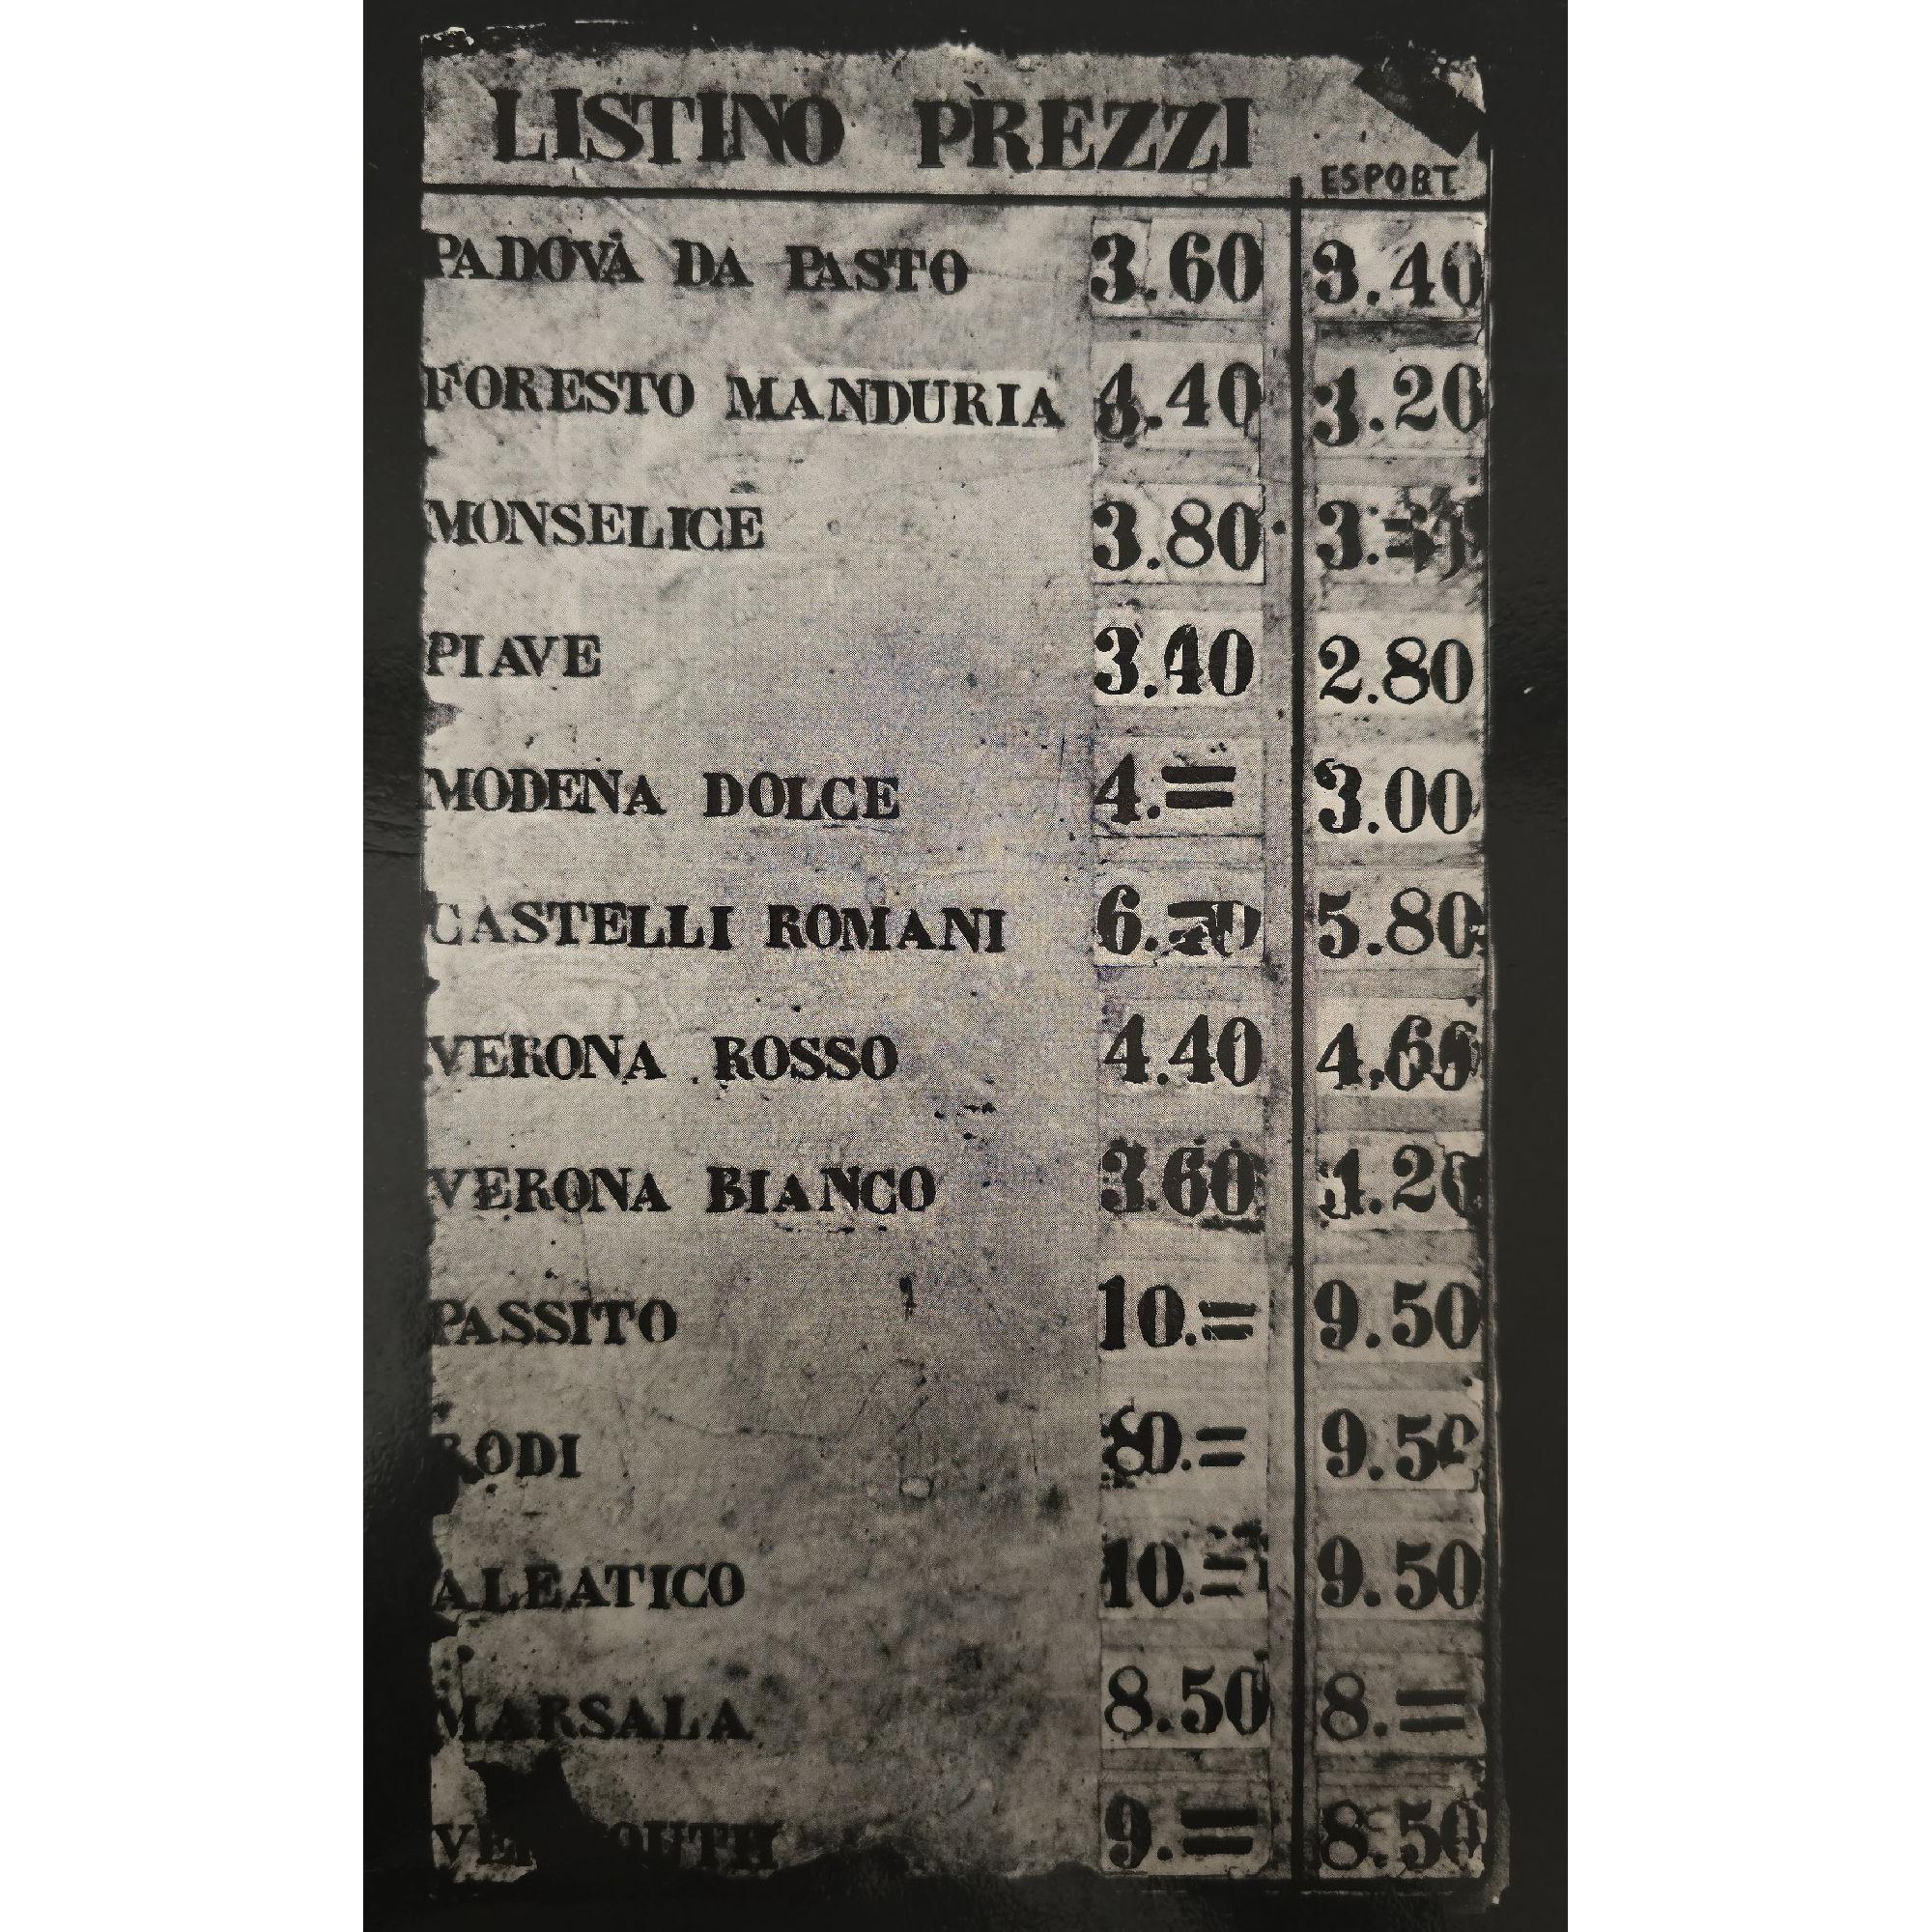 LISTINO PREZZI
ESPORT
PADOVA DA PASTO 3.60 3.40
FORESTO MANDURIA 4.40 3.20
MONSELICE 3.80
PIAVE 3.40 2.80
MODENA DOLCE 4.= 3.00
CASTELLI ROMANI 5.80
VERONA ROSSO 4.40
VERONA BIANCO 3.60
PASSITO 10.= 9.50
RODI 9.50
ALEATICO 10.= 9.50
MARSALA 8.50 8.=
9.= 8.50